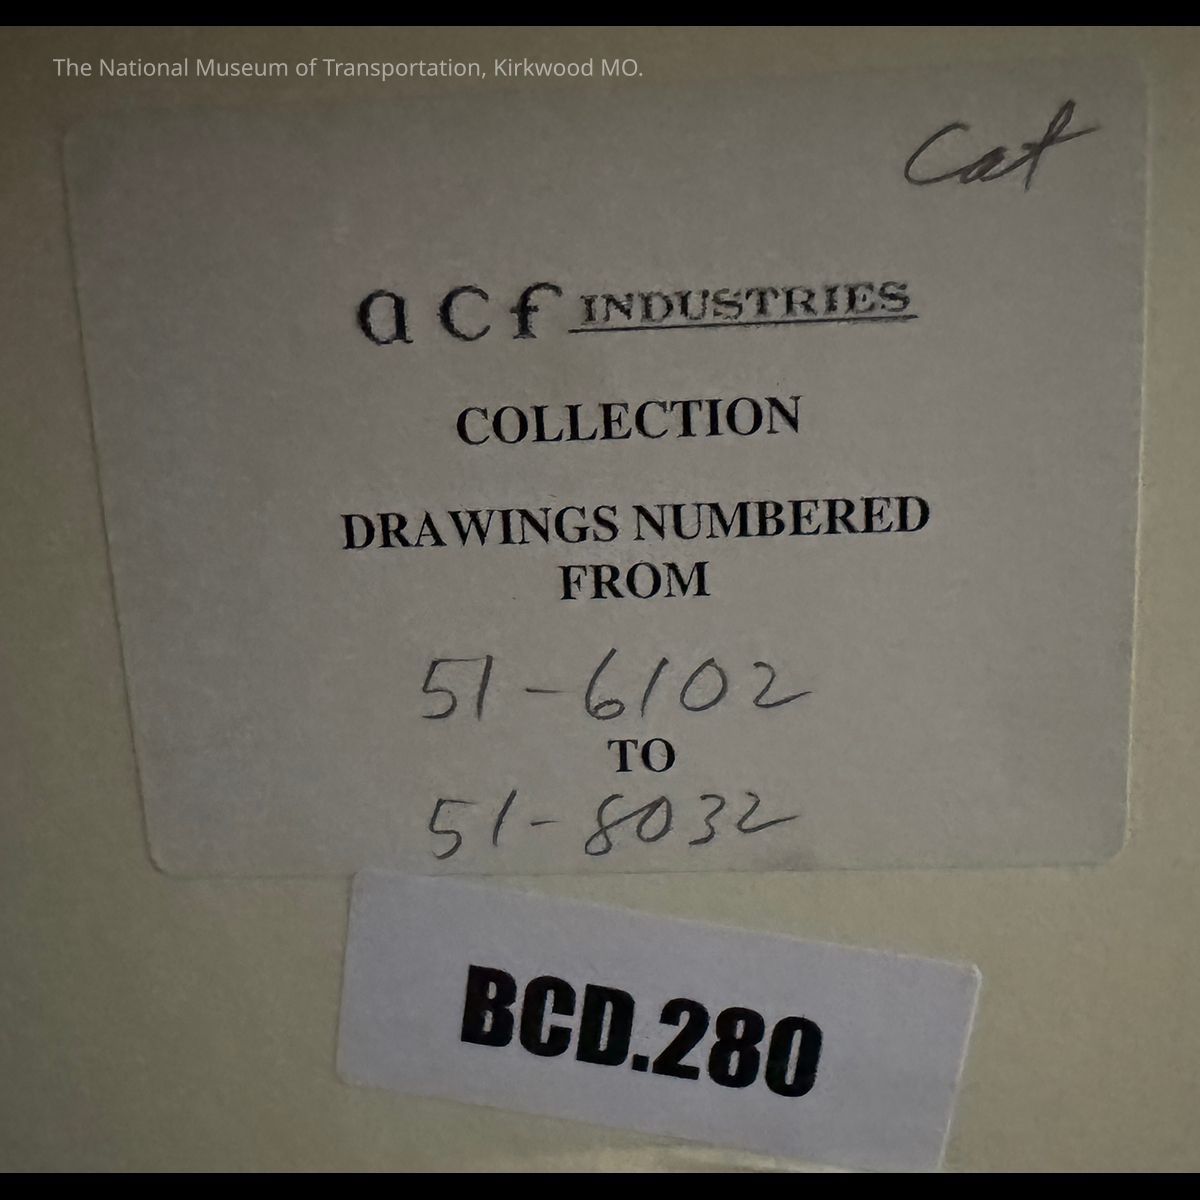 The National Museum of Transportation, Kirkwood MO.
Cat
acf INDUSTRIES
COLLECTION
DRAWINGS NUMBERED
FROM
51-6102
TO
51-8032
BCD.280